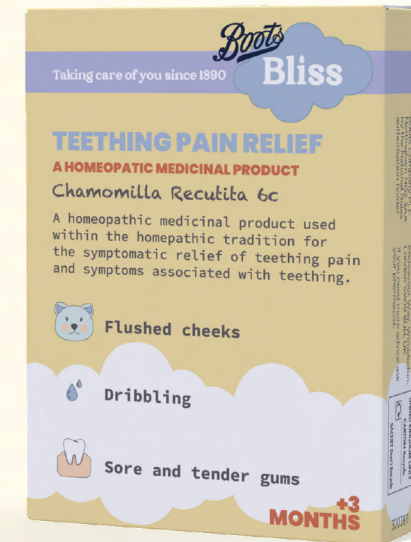 Boots
Taking care of you since 1890
Bliss
TEETHING PAIN RELIEF
A HOMEOPATIC MEDICINAL PRODUCT
Chamomilla Recutita 6c
A homeopathic medicinal product used
within the homepathic tradition for
the symptomatic relief of teething pain
and symptoms associated with teething.
Flushed cheeks
Dribbling
Sore and tender gums
+3
MONTHS